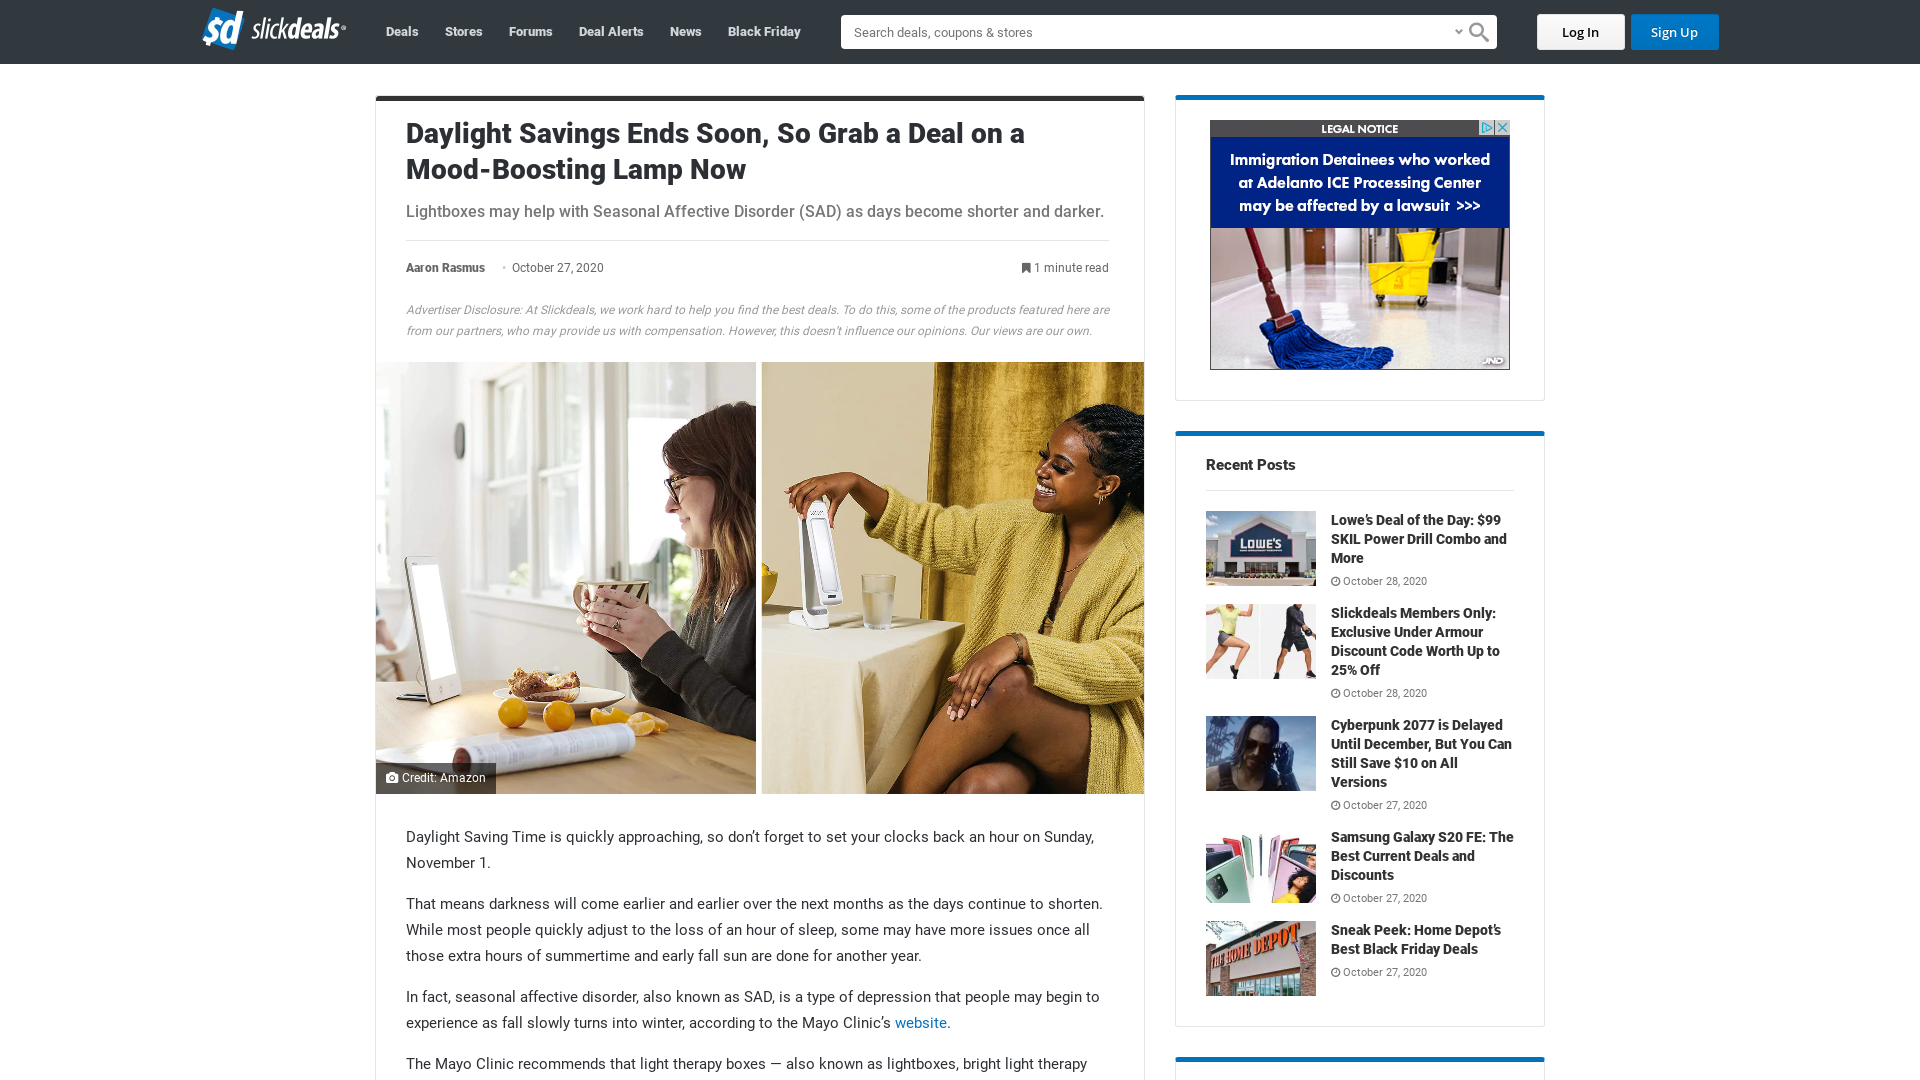 sd slickdeals
Deals
Stores
Forums
Deal Alerts
News
Black Friday
Search deals, coupons & stores
Log In
Sign Up
Daylight Savings Ends Soon, So Grab a Deal on a
Mood-Boosting Lamp Now
Lightboxes may help with Seasonal Affective Disorder (SAD) as days become shorter and darker.
Aaron Rasmus • October 27, 2020
1 minute read
Advertiser Disclosure: At Slickdeals, we work hard to help you find the best deals. To do this, some of the products featured here are
from our partners, who may provide us with compensation. However, this doesn't influence our opinions. Our views are our own.
Credit: Amazon
Daylight Saving Time is quickly approaching, so don’t forget to set your clocks back an hour on Sunday,
November 1.
That means darkness will come earlier and earlier over the next months as the days continue to shorten.
While most people quickly adjust to the loss of an hour of sleep, some may have more issues once all
those extra hours of summertime and early fall sun are done for another year.
In fact, seasonal affective disorder, also known as SAD, is a type of depression that people may begin to
experience as fall slowly turns into winter, according to the Mayo Clinic’s website.
The Mayo Clinic recommends that light therapy boxes — also known as lightboxes, bright light therapy
LEGAL NOTICE
Immigration Detainees who worked
at Adelanto ICE Processing Center
may be affected by a lawsuit >>>
JND
Recent Posts
LOWE'S
Lowe’s Deal of the Day: $99
SKIL Power Drill Combo and
More
October 28, 2020
Slickdeals Members Only:
Exclusive Under Armour
Discount Code Worth Up to
25% Off
October 28, 2020
Cyberpunk 2077 is Delayed
Until December, But You Can
Still Save $10 on All
Versions
October 27, 2020
Samsung Galaxy S20 FE: The
Best Current Deals and
Discounts
October 27, 2020
THE HOME DEPOT
Sneak Peek: Home Depot’s
Best Black Friday Deals
October 27, 2020